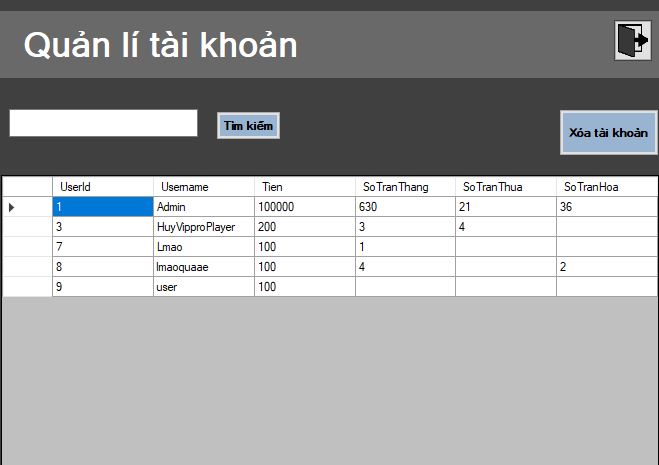 Quản lí tài khoản
Tìm kiếm
Xóa tài khoản
UserId Username Tien SoTranThang SoTranThua SoTranHoa
1 Admin 100000 630 21 36
3 HuyVipproPlayer 200 3 4
7 Lmao 100 1
8 lmaoquaae 100 4 2
9 user 100